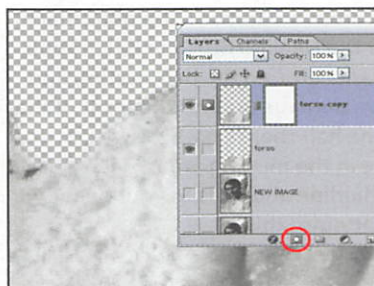 Layers Channels Paths
Normal Opacity: 100% 
Lock: Fill: 100%
torso copy
torso
NEW IMAGE